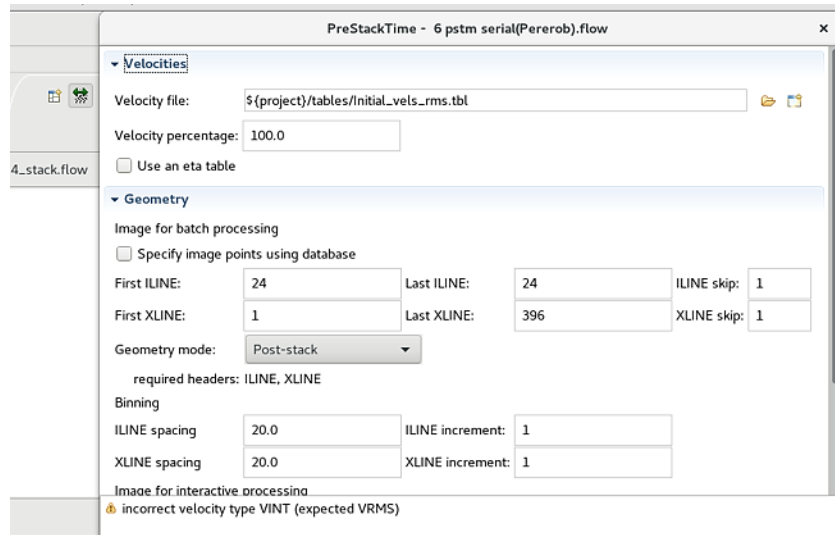 PreStackTime - 6 pstm serial(Pererob).flow
Velocities
Velocity file: ${project}/tables/Initial_vels_rms.tbl
Velocity percentage: 100.0
Use an eta table
4_stack.flow
Geometry
Image for batch processing
Specify image points using database
First ILINE: 24 Last ILINE: 24 ILINE skip: 1
First XLINE: 1 Last XLINE: 396 XLINE skip: 1
Geometry mode: Post-stack
required headers: ILINE, XLINE
Binning
ILINE spacing 20.0 ILINE increment: 1
XLINE spacing 20.0 XLINE increment: 1
Image for interactive processing
incorrect velocity type VINT (expected VRMS)